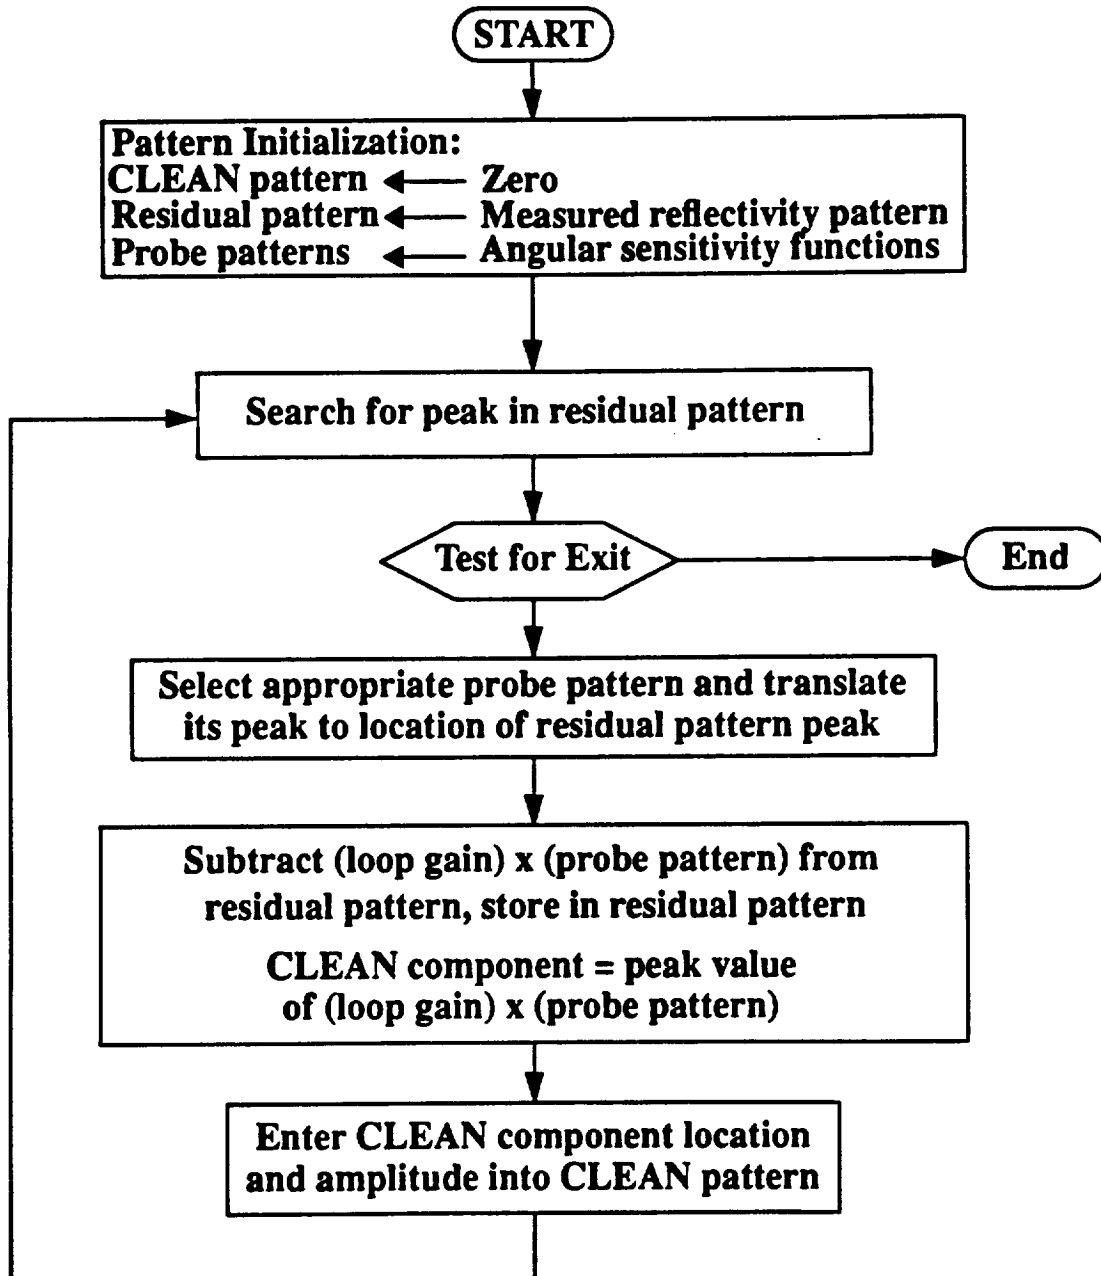 START
Pattern Initialization:
CLEAN pattern ← Zero
Residual pattern ← Measured reflectivity pattern
Probe patterns ← Angular sensitivity functions
Search for peak in residual pattern
Test for Exit
End
Select appropriate probe pattern and translate
its peak to location of residual pattern peak
Subtract (loop gain) x (probe pattern) from
residual pattern, store in residual pattern
CLEAN component = peak value
of (loop gain) x (probe pattern)
Enter CLEAN component location
and amplitude into CLEAN pattern